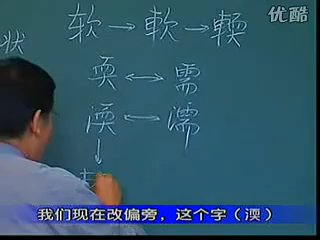 优酷
软→軟→輭
状
耎↔需
渜↔濡
↓
我们现在改偏旁，这个字（渜）